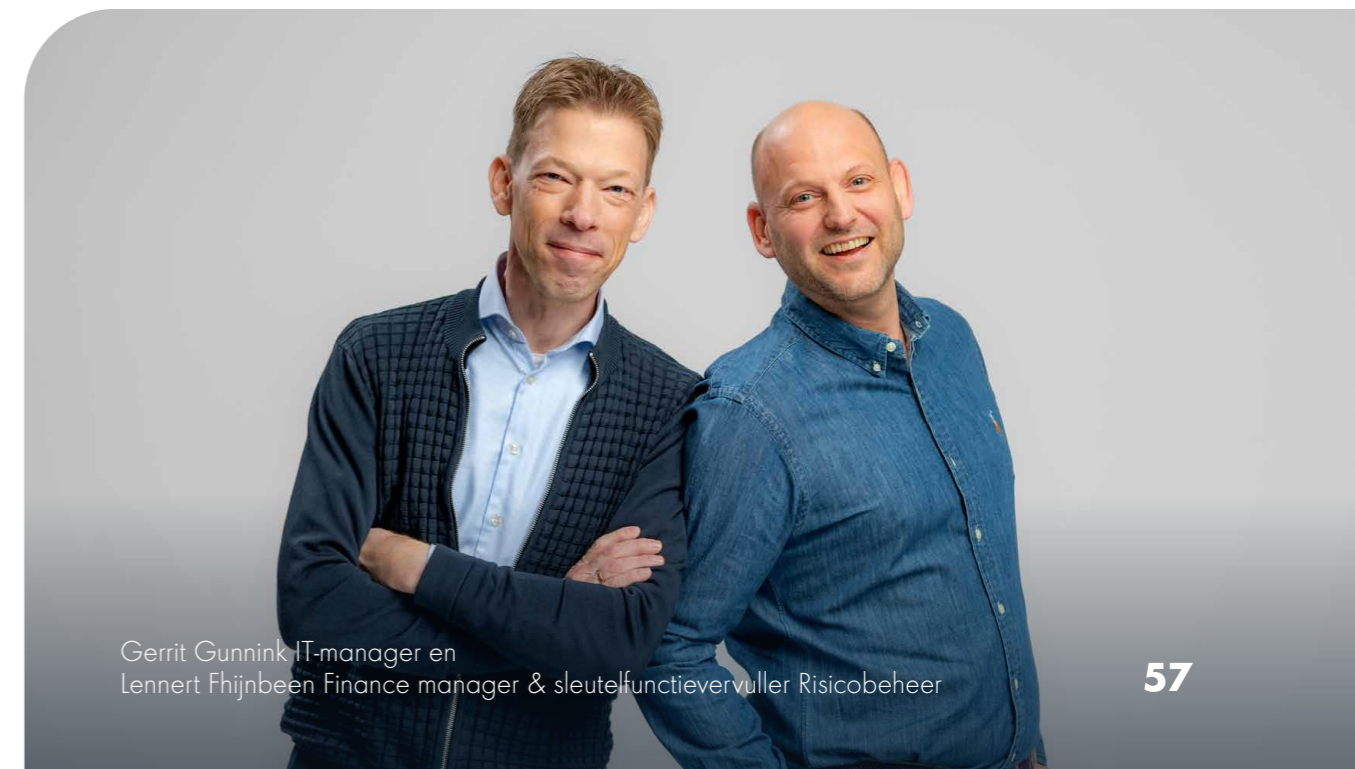 Gerrit Gunnink IT-manager en
Lennert Fhijnbeen Finance manager & sleutelfunctievervuller Risicobeheer
57